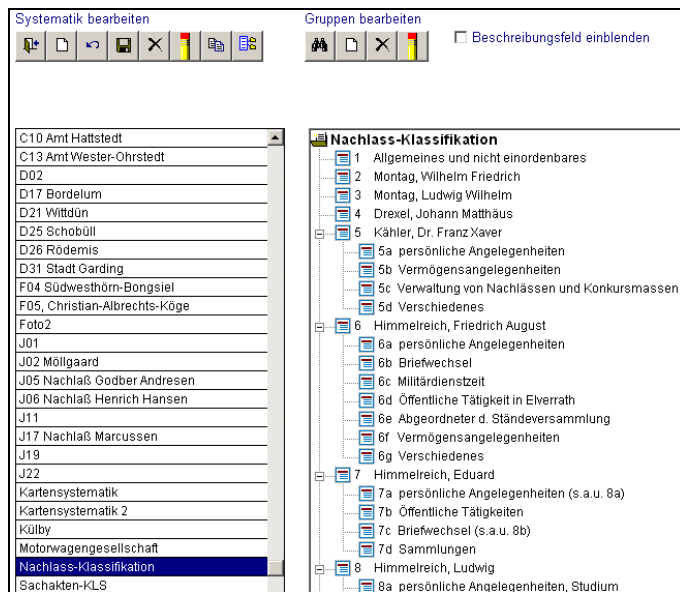 Systematik bearbeiten
Gruppen bearbeiten
Beschreibungsfeld einblenden
C10 Amt Hattstedt
C13 Amt Wester-Ohrstedt
D02
D17 Bordelum
D21 Wittdün
D25 Schobüll
D26 Rödemis
D31 Stadt Garding
F04 Südwesthörn-Bongsiel
F05, Christian-Albrechts-Köge
Foto2
J01
J02 Möllgaard
J05 Nachlaß Godber Andresen
J06 Nachlaß Henrich Hansen
J11
J17 Nachlaß Marcussen
J19
J22
Kartensystematik
Kartensystematik 2
Külby
Motorwagengesellschaft
Nachlass-Klassifikation
Sachakten-KLS
Nachlass-Klassifikation
1 Allgemeines und nicht einordenbares
2 Montag, Wilhelm Friedrich
3 Montag, Ludwig Wilhelm
4 Drexel, Johann Matthäus
5 Kähler, Dr. Franz Xaver
5a persönliche Angelegenheiten
5b Vermögensangelegenheiten
5c Verwaltung von Nachlässen und Konkursmassen
5d Verschiedenes
6 Himmelreich, Friedrich August
6a persönliche Angelegenheiten
6b Briefwechsel
6c Militärdienstzeit
6d Öffentliche Tätigkeit in Elverrath
6e Abgeordneter d. Ständeversammlung
6f Vermögensangelegenheiten
6g Verschiedenes
7 Himmelreich, Eduard
7a persönliche Angelegenheiten (s.a.u. 8a)
7b Öffentliche Tätigkeiten
7c Briefwechsel (s.a.u. 8b)
7d Sammlungen
8 Himmelreich, Ludwig
8a persönliche Angelegenheiten, Studium